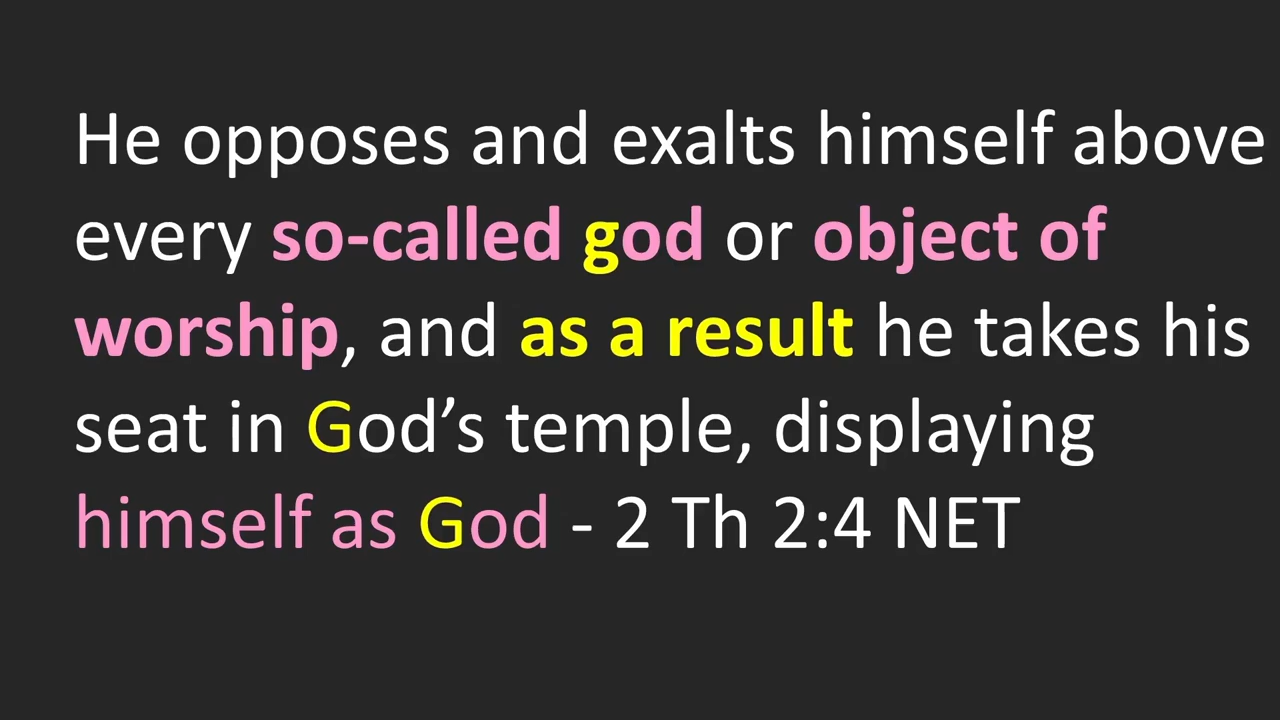 He opposes and exalts himself above
every so-called god or object of
worship, and as a result he takes his
seat in God’s temple, displaying
himself as God - 2 Th 2:4 NET